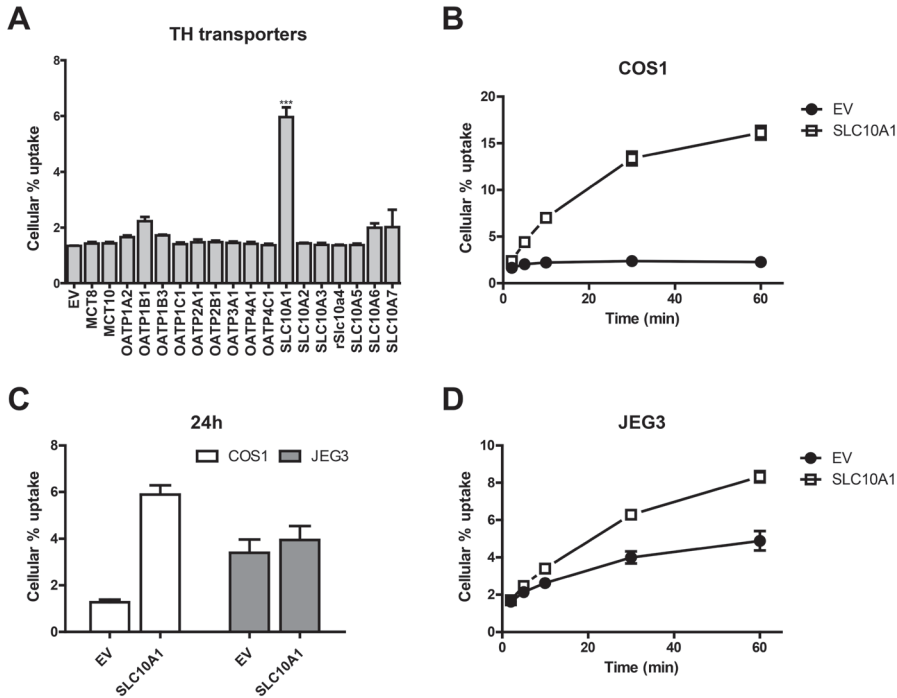 A
TH transporters
Cellular % uptake
8
6
4
2
0
***
EV
MCT8
MCT10
OATP1A2
OATP1B1
OATP1B3
OATP1C1
OATP2A1
OATP2B1
OATP3A1
OATP4A1
OATP4C1
SLC10A1
SLC10A2
SLC10A3
rSlc10a4
SLC10A5
SLC10A6
SLC10A7
B
COS1
Cellular % uptake
20
15
10
5
0
0 20 40 60
Time (min)
EV
SLC10A1
C
24h
COS1 JEG3
Cellular % uptake
8
6
4
2
0
EV
SLC10A1
EV
SLC10A1
D
JEG3
Cellular % uptake
10
8
6
4
2
0
0 20 40 60
Time (min)
EV
SLC10A1